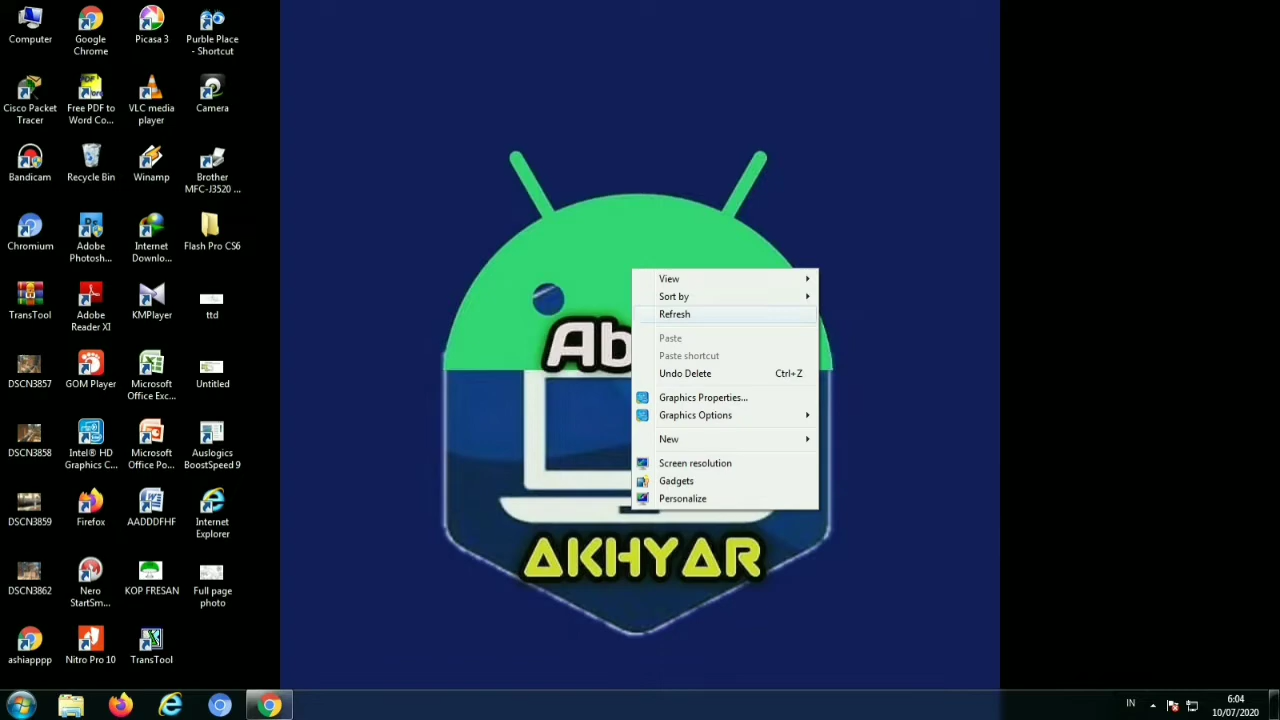 Computer
Google
Chrome
Picasa 3
Purble Place
- Shortcut
Cisco Packet
Tracer
Free PDF to
Word Co...
VLC media
player
Camera
Bandicam
Recycle Bin
Winamp
Brother
MFC-J3520 ...
Chromium
Adobe
Photosh...
Internet
Downlo...
Flash Pro CS6
TransTool
Adobe
Reader XI
KMPlayer
ttd
DSCN3857
GOM Player
Microsoft
Office Exc...
Untitled
DSCN3858
Intel® HD
Graphics C...
Microsoft
Office Po...
Auslogics
BoostSpeed 9
DSCN3859
Firefox
AADDDFHF
Internet
Explorer
DSCN3862
Nero
StartSm...
KOP FRESAN
Full page
photo
ashiapppp
Nitro Pro 10
TransTool
Ab
AKHYAR
View
Sort by
Refresh
Paste
Paste shortcut
Undo Delete Ctrl+Z
Graphics Properties...
Graphics Options
New
Screen resolution
Gadgets
Personalize
IN
6:04
10/07/2020